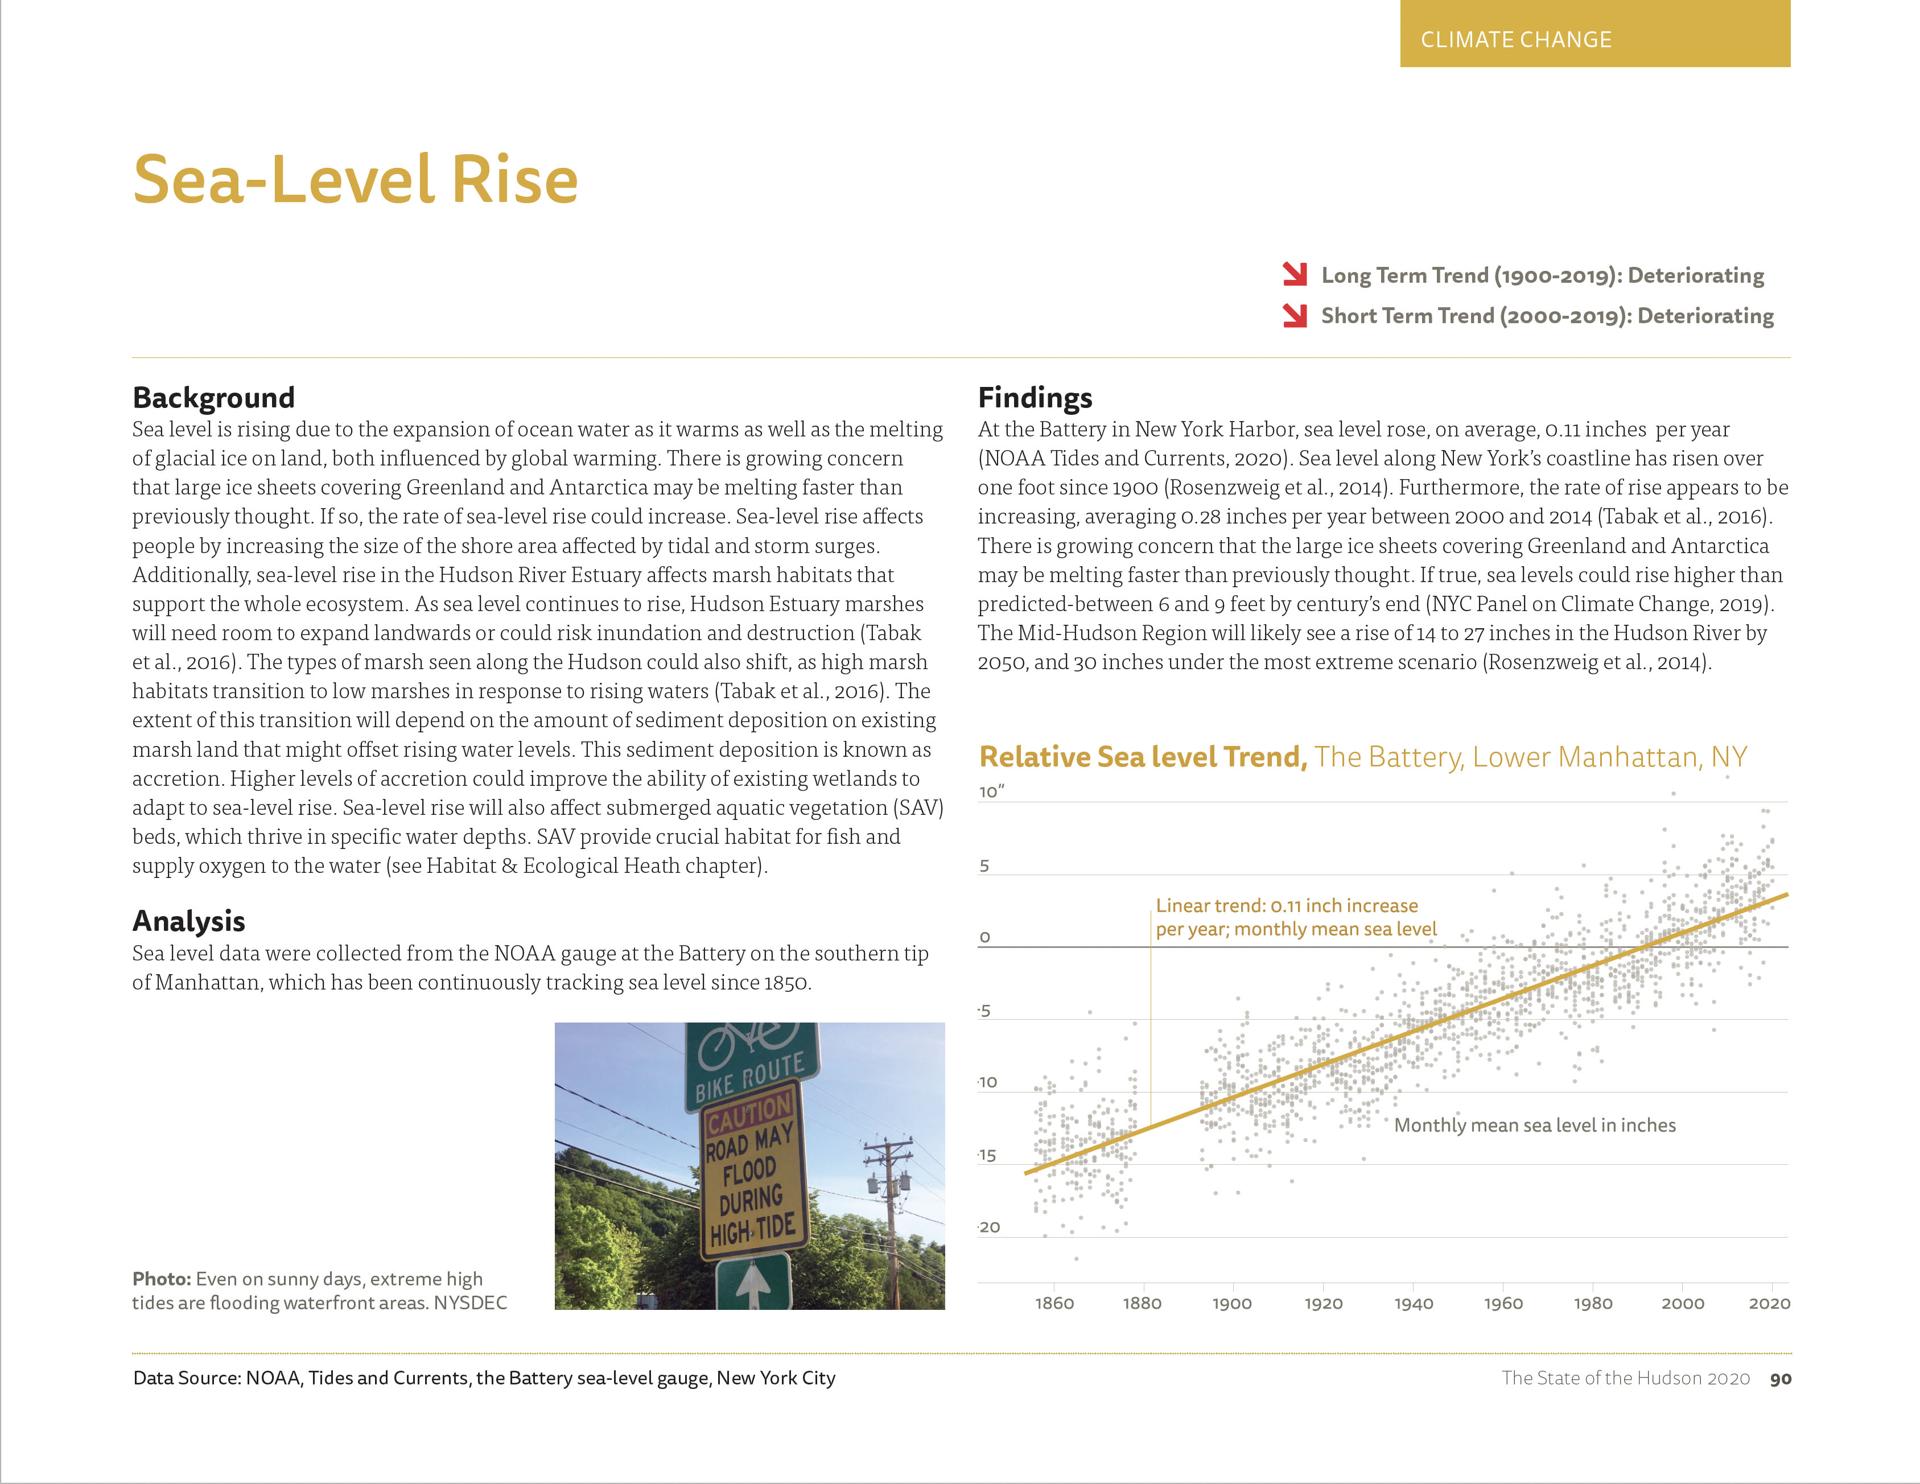 CLIMATE CHANGE
Sea-Level Rise
Long Term Trend (1900-2019): Deteriorating
Short Term Trend (2000-2019): Deteriorating
Background
Sea level is rising due to the expansion of ocean water as it warms as well as the melting
of glacial ice on land, both influenced by global warming. There is growing concern
that large ice sheets covering Greenland and Antarctica may be melting faster than
previously thought. If so, the rate of sea-level rise could increase. Sea-level rise affects
people by increasing the size of the shore area affected by tidal and storm surges.
Additionally, sea-level rise in the Hudson River Estuary affects marsh habitats that
support the whole ecosystem. As sea level continues to rise, Hudson Estuary marshes
will need room to expand landwards or could risk inundation and destruction (Tabak
et al., 2016). The types of marsh seen along the Hudson could also shift, as high marsh
habitats transition to low marshes in response to rising waters (Tabak et al., 2016). The
extent of this transition will depend on the amount of sediment deposition on existing
marsh land that might offset rising water levels. This sediment deposition is known as
accretion. Higher levels of accretion could improve the ability of existing wetlands to
adapt to sea-level rise. Sea-level rise will also affect submerged aquatic vegetation (SAV)
beds, which thrive in specific water depths. SAV provide crucial habitat for fish and
supply oxygen to the water (see Habitat & Ecological Heath chapter).
Analysis
Sea level data were collected from the NOAA gauge at the Battery on the southern tip
of Manhattan, which has been continuously tracking sea level since 1850.
BIKE ROUTE
CAUTION
ROAD MAY
FLOOD
DURING
HIGH TIDE
Photo: Even on sunny days, extreme high
tides are flooding waterfront areas. NYSDEC
Findings
At the Battery in New York Harbor, sea level rose, on average, 0.11 inches per year
(NOAA Tides and Currents, 2020). Sea level along New York's coastline has risen over
one foot since 1900 (Rosenzweig et al., 2014). Furthermore, the rate of rise appears to be
increasing, averaging 0.28 inches per year between 2000 and 2014 (Tabak et al., 2016).
There is growing concern that the large ice sheets covering Greenland and Antarctica
may be melting faster than previously thought. If true, sea levels could rise higher than
predicted-between 6 and 9 feet by century's end (NYC Panel on Climate Change, 2019).
The Mid-Hudson Region will likely see a rise of 14 to 27 inches in the Hudson River by
2050, and 30 inches under the most extreme scenario (Rosenzweig et al., 2014).
Relative Sea level Trend, The Battery, Lower Manhattan, NY
10"
5
Linear trend: 0.11 inch increase
per year; monthly mean sea level
0
-5
-10
Monthly mean sea level in inches
-15
-20
1860 1880 1900 1920 1940 1960 1980 2000 2020
Data Source: NOAA, Tides and Currents, the Battery sea-level gauge, New York City
The State of the Hudson 2020 90